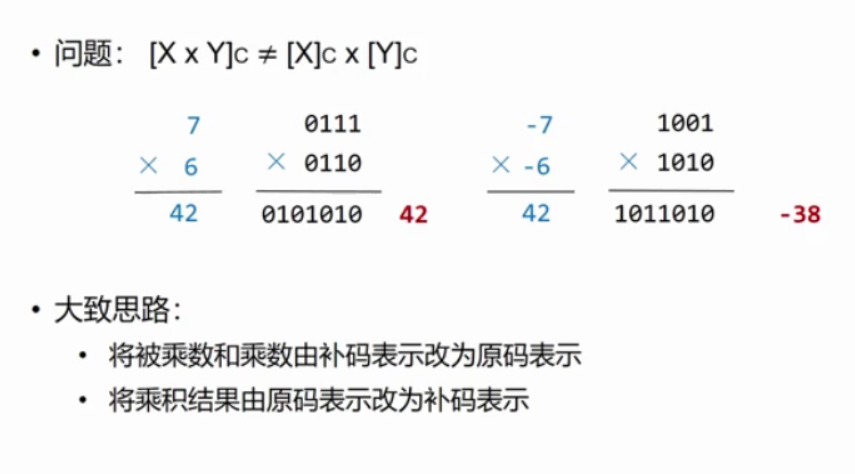 • 问题： [X x Y]c ≠ [X]c x [Y]c
7 0111 -7 1001
× 6 × 0110 × -6 × 1010
42 0101010 42 42 1011010 -38
• 大致思路：
• 将被乘数和乘数由补码表示改为原码表示
• 将乘积结果由原码表示改为补码表示